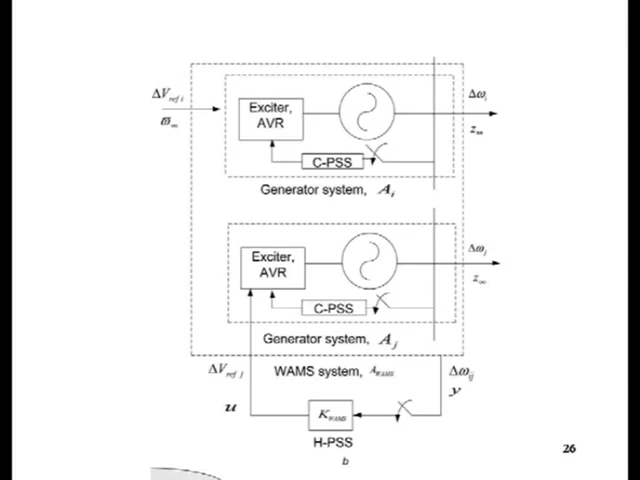 ΔV_ref i
ϖ_∞
Exciter,
AVR
C-PSS
Δω_i
z_∞
Generator system, A_i
Exciter,
AVR
C-PSS
Δω_j
z_∞
Generator system, A_j
ΔV_ref j
WAMS system, A_WAMS
Δω_ij
y
u
K_WAMS
H-PSS
b
26